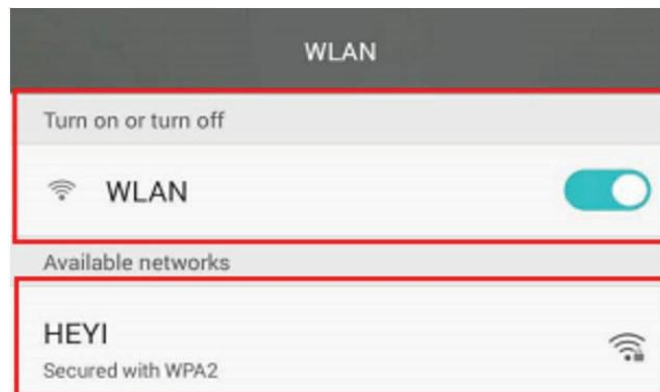 WLAN
Turn on or turn off
WLAN
Available networks
HEYI
Secured with WPA2